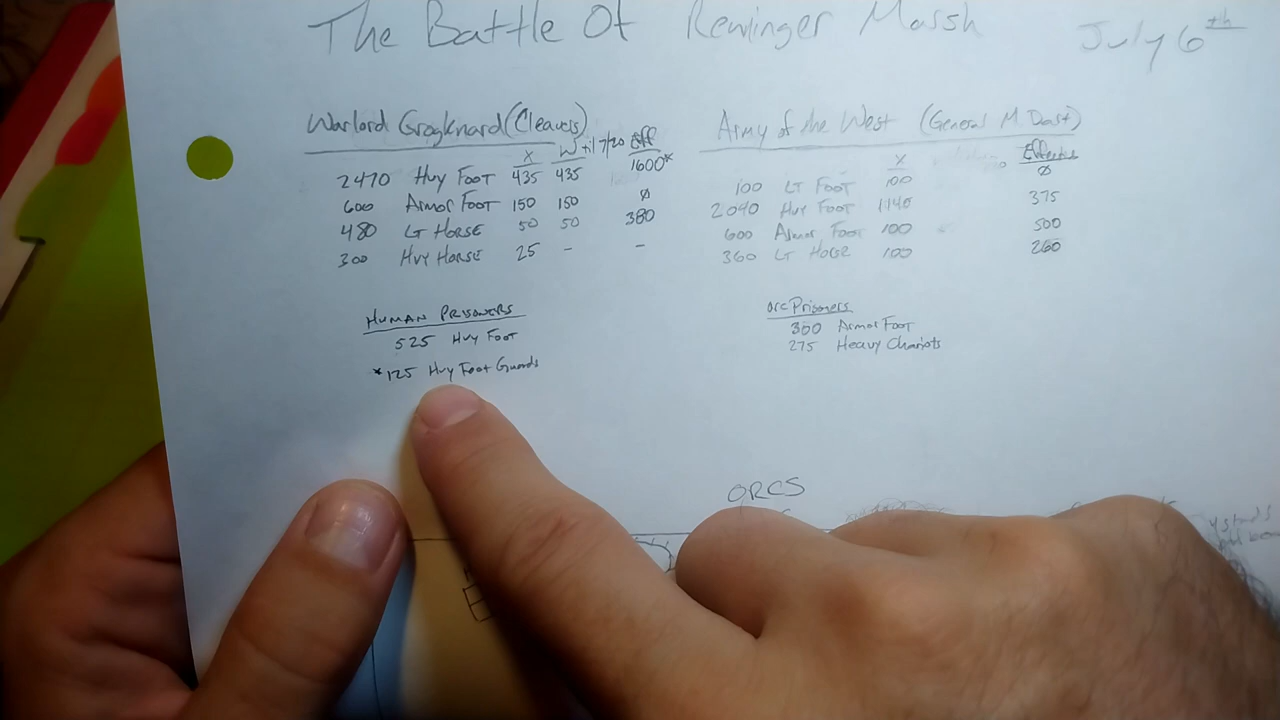 The Battle Of Rewinger Marsh July 6th
Warlord Grogknard (Cleavers)
X W til 7/20 Eff
2470 Hvy Foot 435 435 1600*
600 Armor Foot 150 150 Ø
480 LT Horse 50 50 380
300 Hvy Horse 25 - -
Human Prisoners
525 Hvy Foot
*125 Hvy Foot Guards
Army of the West (General M Dast)
X Effective
100 LT Foot 100 Ø
2090 Hvy Foot 1140 375
600 Armor Foot 100 500
360 LT Horse 100 260
Orc Prisoners
300 Armor Foot
275 Heavy Chariots
ORCS